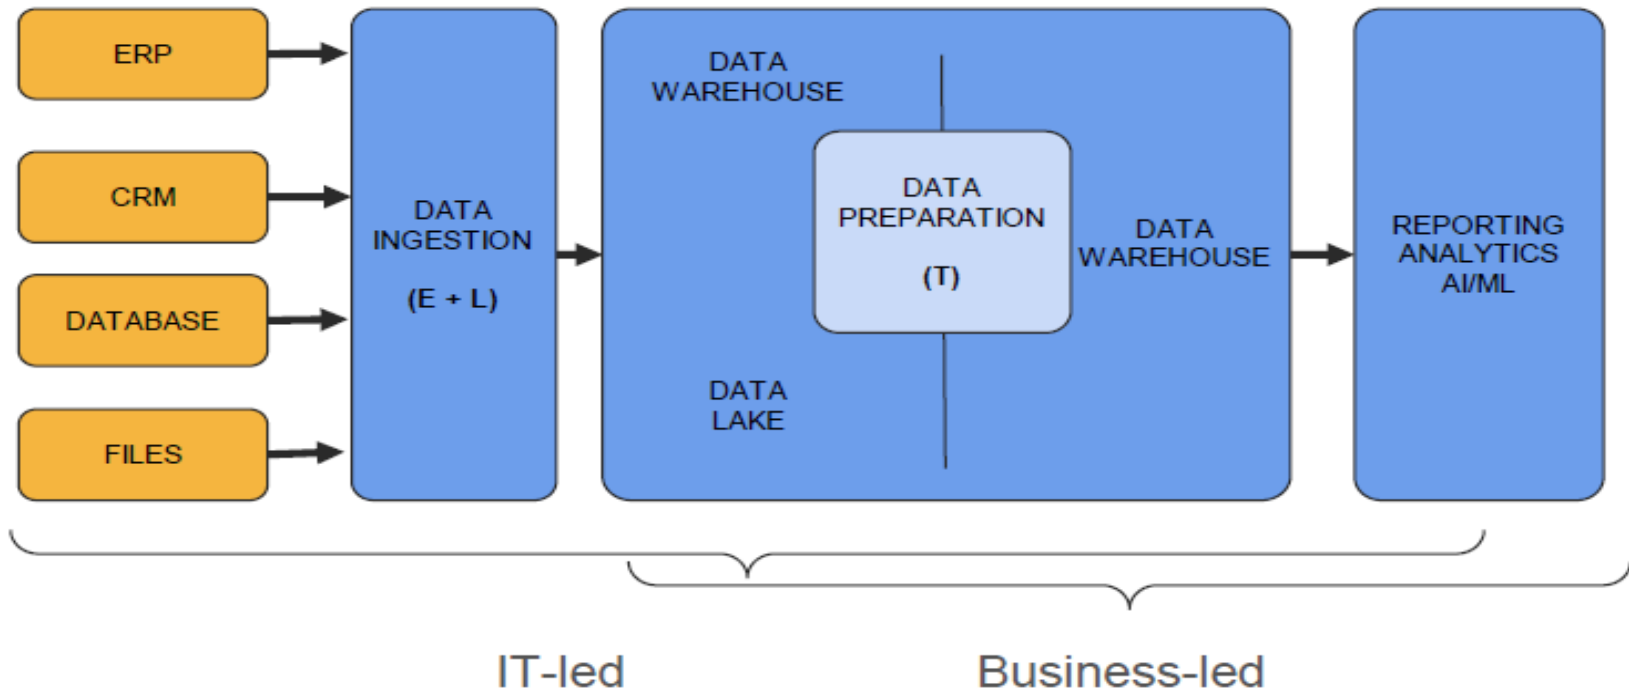 ERP
CRM
DATABASE
FILES
DATA
INGESTION
(E + L)
DATA
WAREHOUSE
DATA
LAKE
DATA
PREPARATION
(T)
DATA
WAREHOUSE
REPORTING
ANALYTICS
AI/ML
IT-led
Business-led